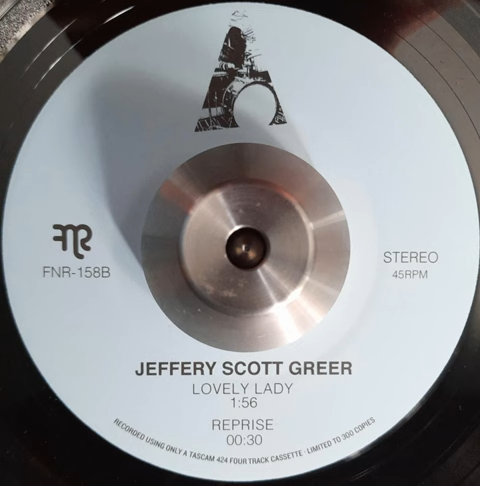 FNR
FNR-158B
STEREO
45RPM
JEFFERY SCOTT GREER
LOVELY LADY
1:56
REPRISE
00:30
RECORDED USING ONLY A TASCAM 424 FOUR TRACK CASSETTE · LIMITED TO 300 COPIES